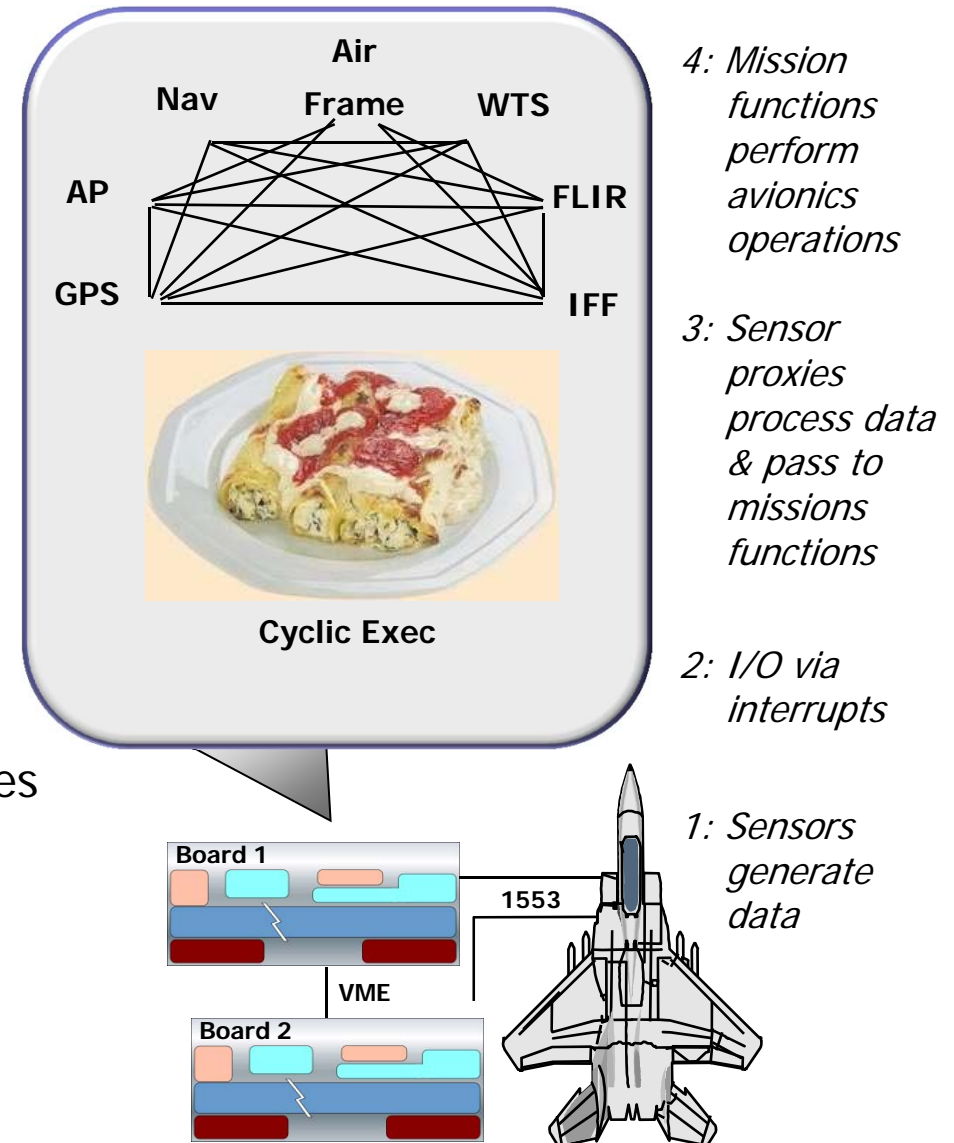 Air
Nav
Frame
WTS
AP
FLIR
GPS
IFF
Cyclic Exec
4: Mission
functions
perform
avionics
operations
3: Sensor
proxies
process data
& pass to
missions
functions
2: I/O via
interrupts
1: Sensors
generate
data
es
Board 1
1553
VME
Board 2